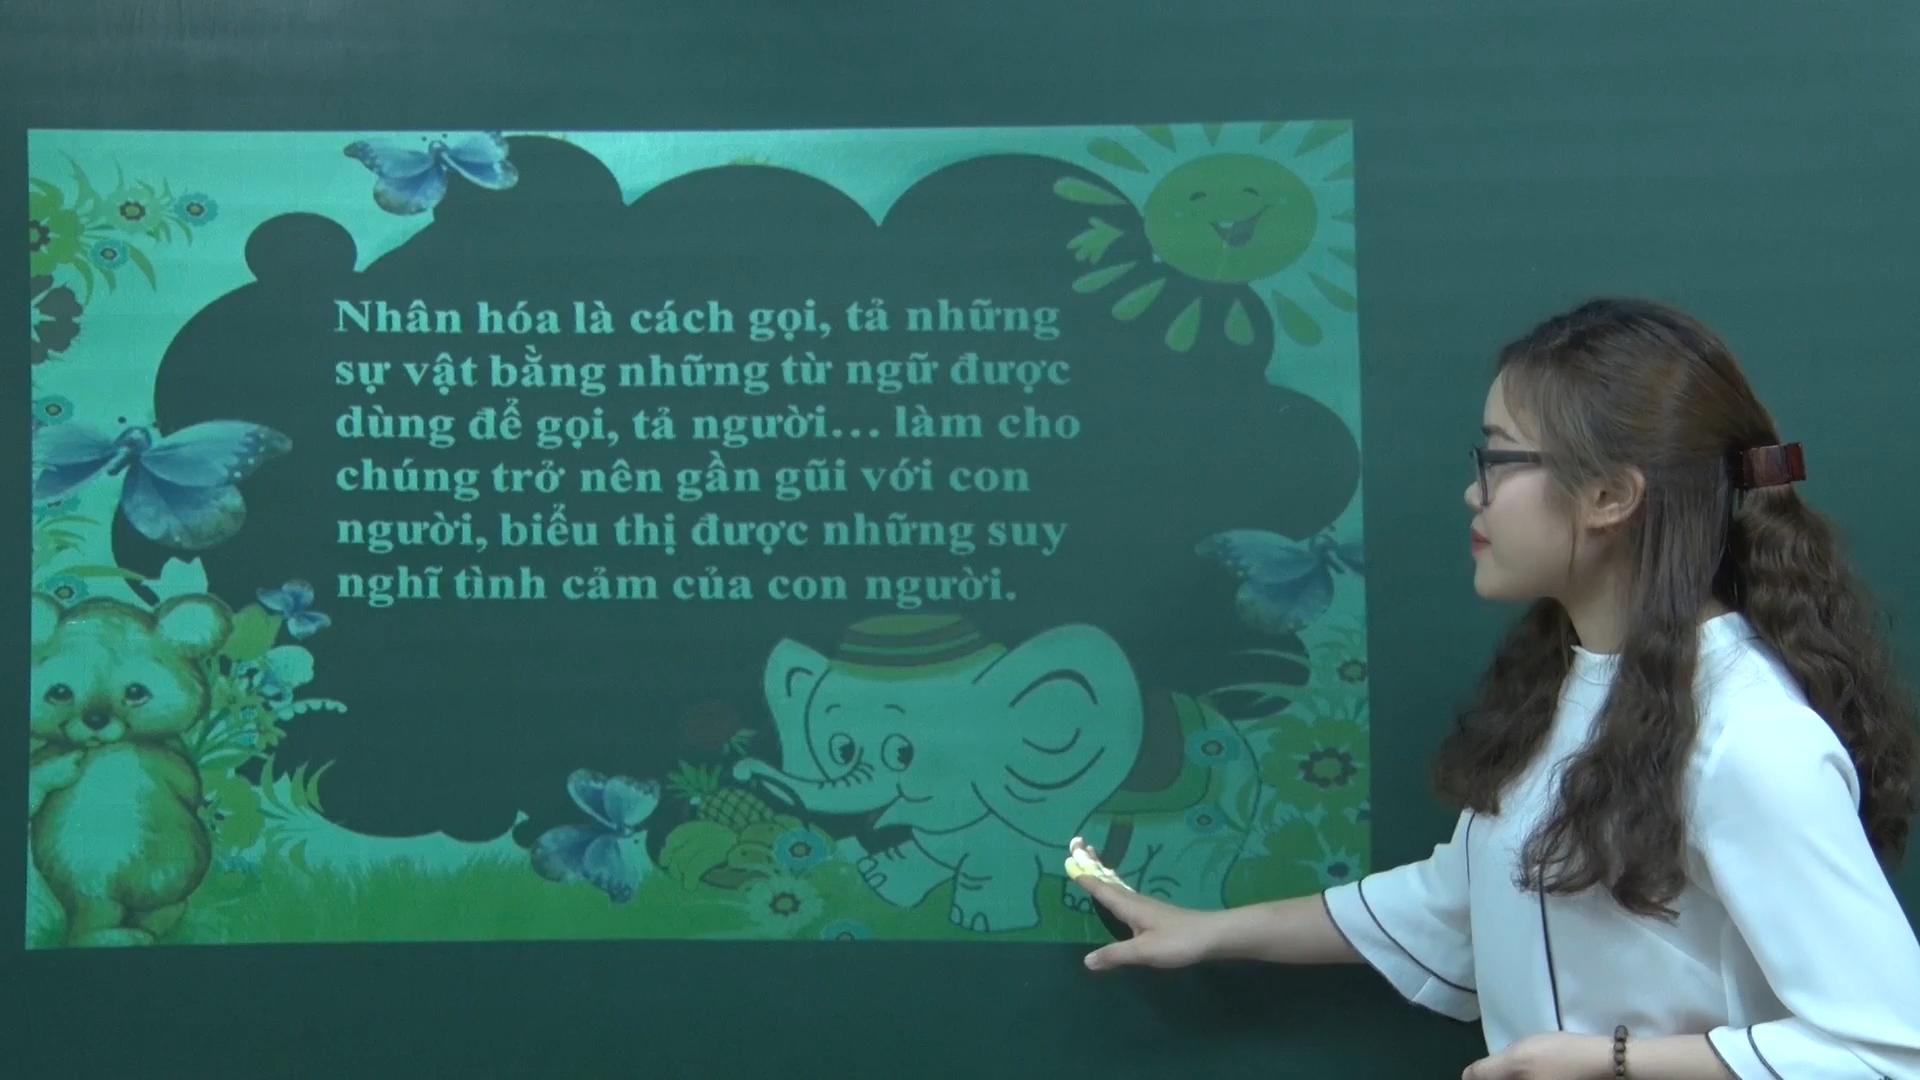 Nhân hóa là cách gọi, tả những
sự vật bằng những từ ngữ được
dùng để gọi, tả người... làm cho
chúng trở nên gần gũi với con
người, biểu thị được những suy
nghĩ tình cảm của con người.